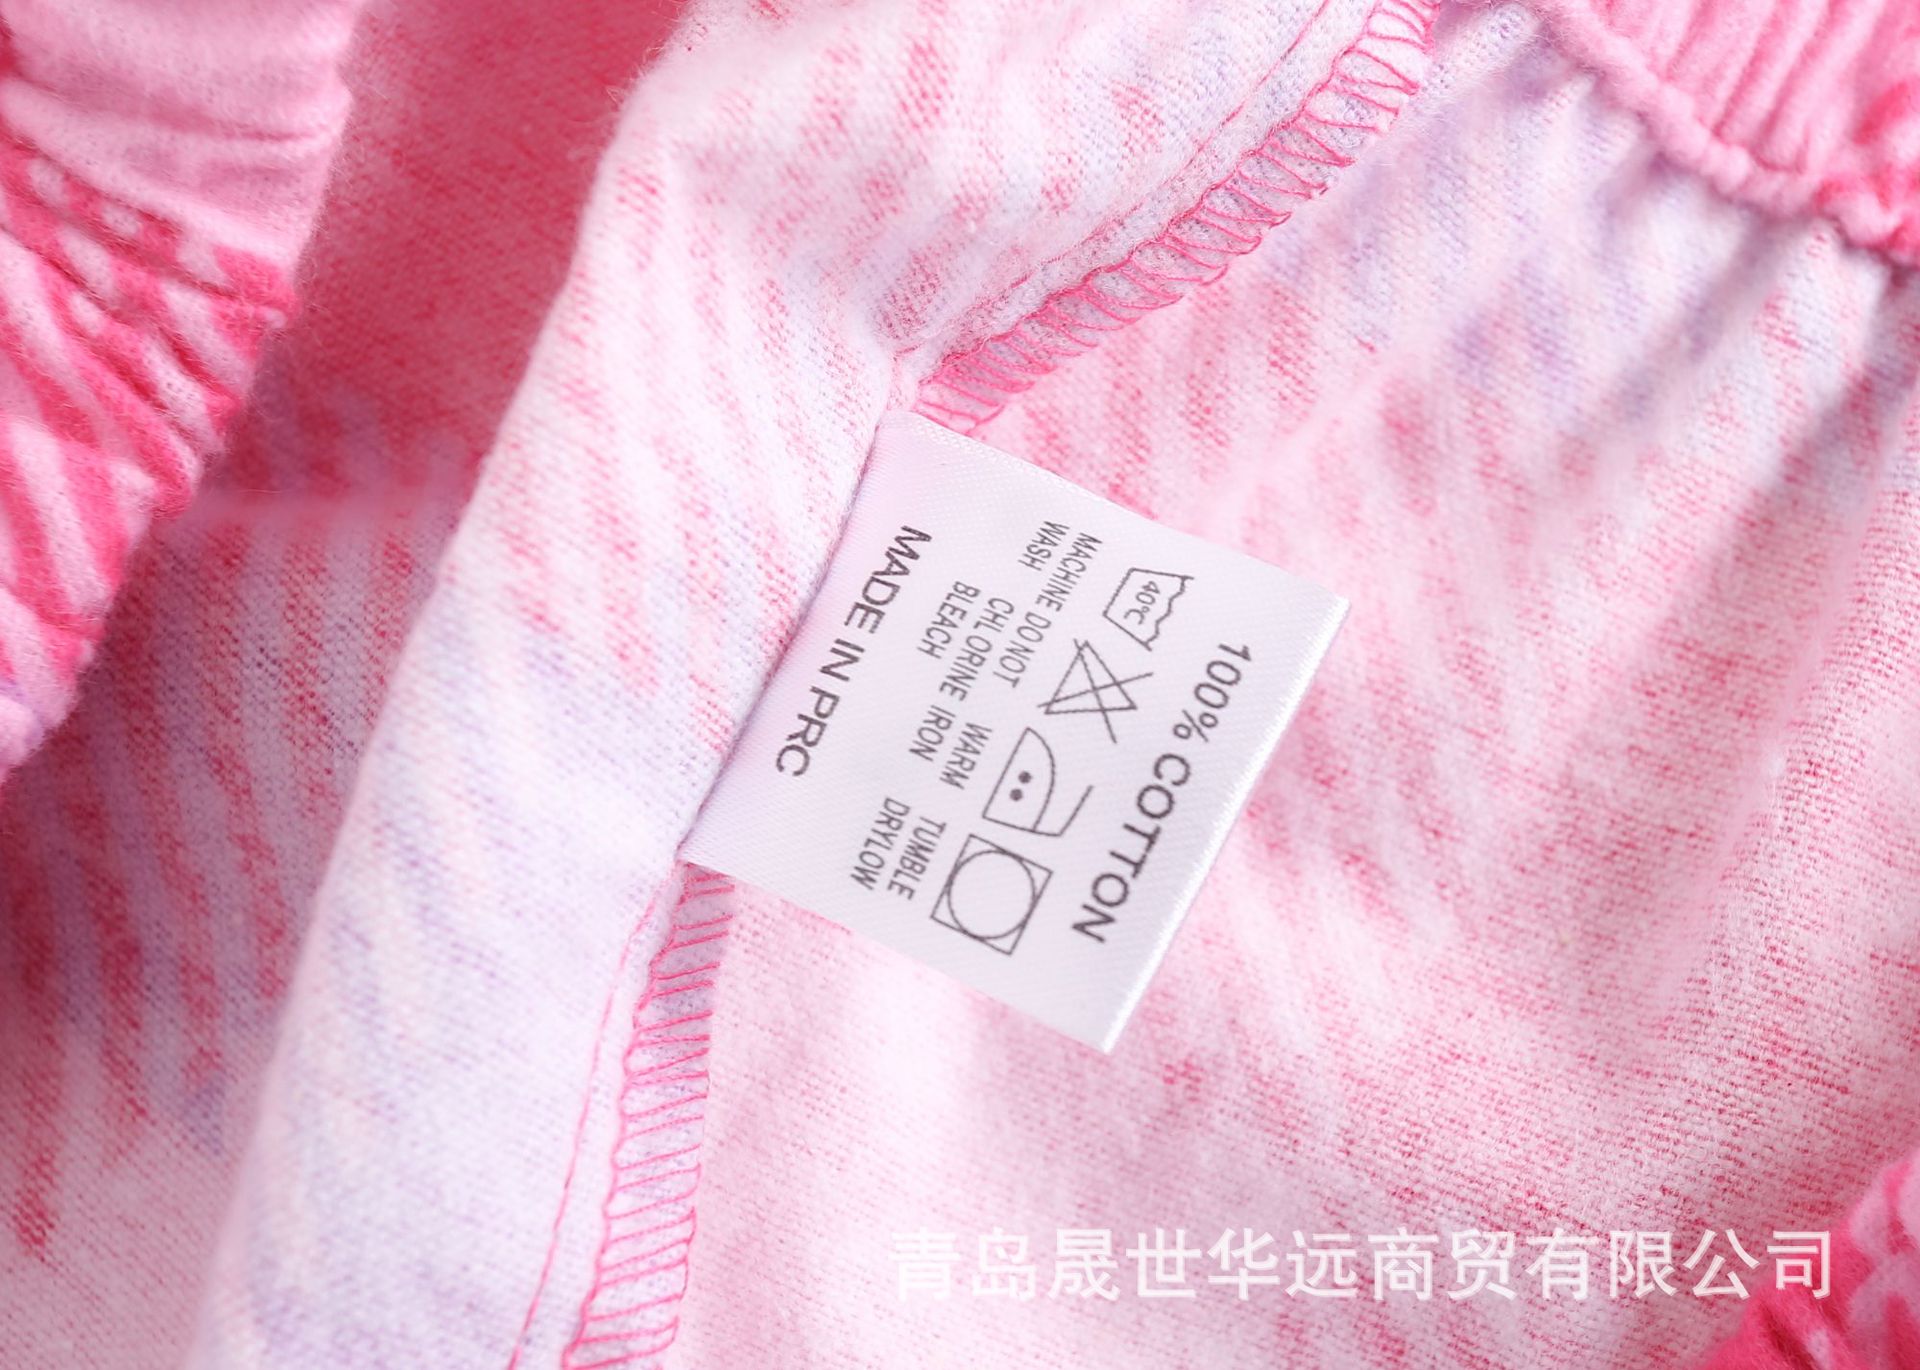 100% COTTON
40℃
MACHINE WASH
DO NOT CHLORINE BLEACH
WARM IRON
TUMBLE DRYLOW
MADE IN PRC
青岛晟世华远商贸有限公司